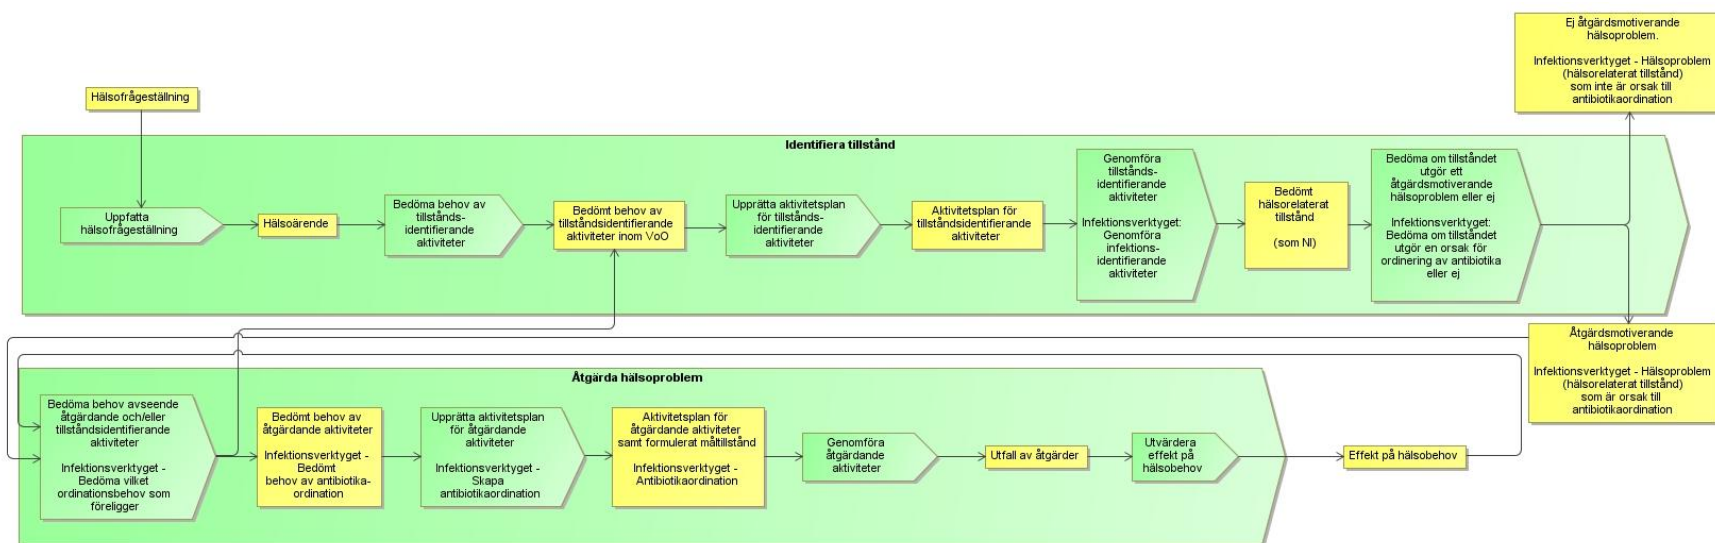 Hälsofrågeställning
Ej åtgärdsmotiverande
hälsoproblem.
Infektionsverktyget - Hälsoproblem
(hälsorelaterat tillstånd)
som inte är orsak till
antibiotikaordination
Identifiera tillstånd
Uppfatta
hälsofrågeställning
Hälsoärende
Bedöma behov av
tillstånds-
identifierande
aktiviteter
Bedömt behov av
tillståndsidentifierande
aktiviteter inom VoO
Upprätta aktivitetsplan
för tillstånds-
identifierande
aktiviteter
Aktivitetsplan för
tillståndsidentifierande
aktiviteter
Genomföra
tillstånds-
identifierande
aktiviteter
Infektionsverktyget:
Genomföra
infektions-
identifierande
aktiviteter
Bedömt
hälsorelaterat
tillstånd
(som NI)
Bedöma om tillståndet
utgör ett
åtgärdsmotiverande
hälsoproblem eller ej
Infektionsverktyget:
Bedöma om tillståndet
utgör en orsak för
ordinering av antibiotika
eller ej
Åtgärdsmotiverande
hälsoproblem
Infektionsverktyget - Hälsoproblem
(hälsorelaterat tillstånd)
som är orsak till
antibiotikaordination
Åtgärda hälsoproblem
Bedöma behov avseende
åtgärdande och/eller
tillståndsidentifierande
aktiviteter
Infektionsverktyget -
Bedöma vilket
ordinationsbehov som
föreligger
Bedömt behov av
åtgärdande aktiviteter
Infektionsverktyget -
Bedömt
behov av antibiotika-
ordination
Upprätta aktivitetsplan
för åtgärdande
aktiviteter
Infektionsverktyget -
Skapa
antibiotikaordination
Aktivitetsplan för
åtgärdande aktiviteter
samt formulerat måltillstånd
Infektionsverktyget -
Antibiotikaordination
Genomföra
åtgärdande
aktiviteter
Utfall av åtgärder
Utvärdera
effekt på
hälsobehov
Effekt på hälsobehov